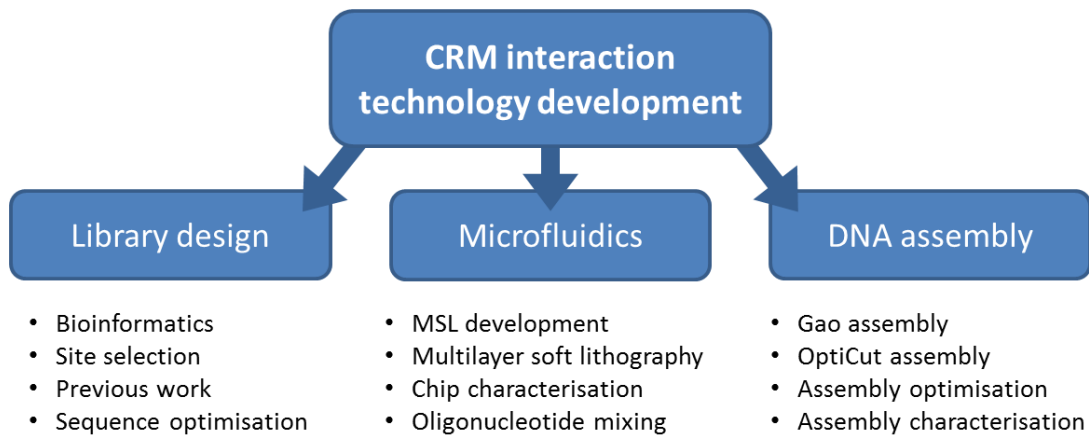 CRM interaction
technology development
Library design
Microfluidics
DNA assembly
• Bioinformatics
• Site selection
• Previous work
• Sequence optimisation
• MSL development
• Multilayer soft lithography
• Chip characterisation
• Oligonucleotide mixing
• Gao assembly
• OptiCut assembly
• Assembly optimisation
• Assembly characterisation